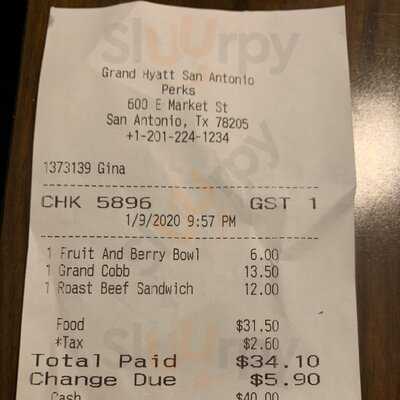 Slurpy
Grand Hyatt San Antonio
Perks
600 E Market St
San Antonio, Tx 78205
+1-201-224-1234
1373139 Gina
CHK 5896 GST 1
1/9/2020 9:57 PM
1 Fruit And Berry Bowl 6.00
1 Grand Cobb 13.50
1 Roast Beef Sandwich 12.00
Food $31.50
*Tax $2.60
Total Paid $34.10
Change Due $5.90
Cash $40.00